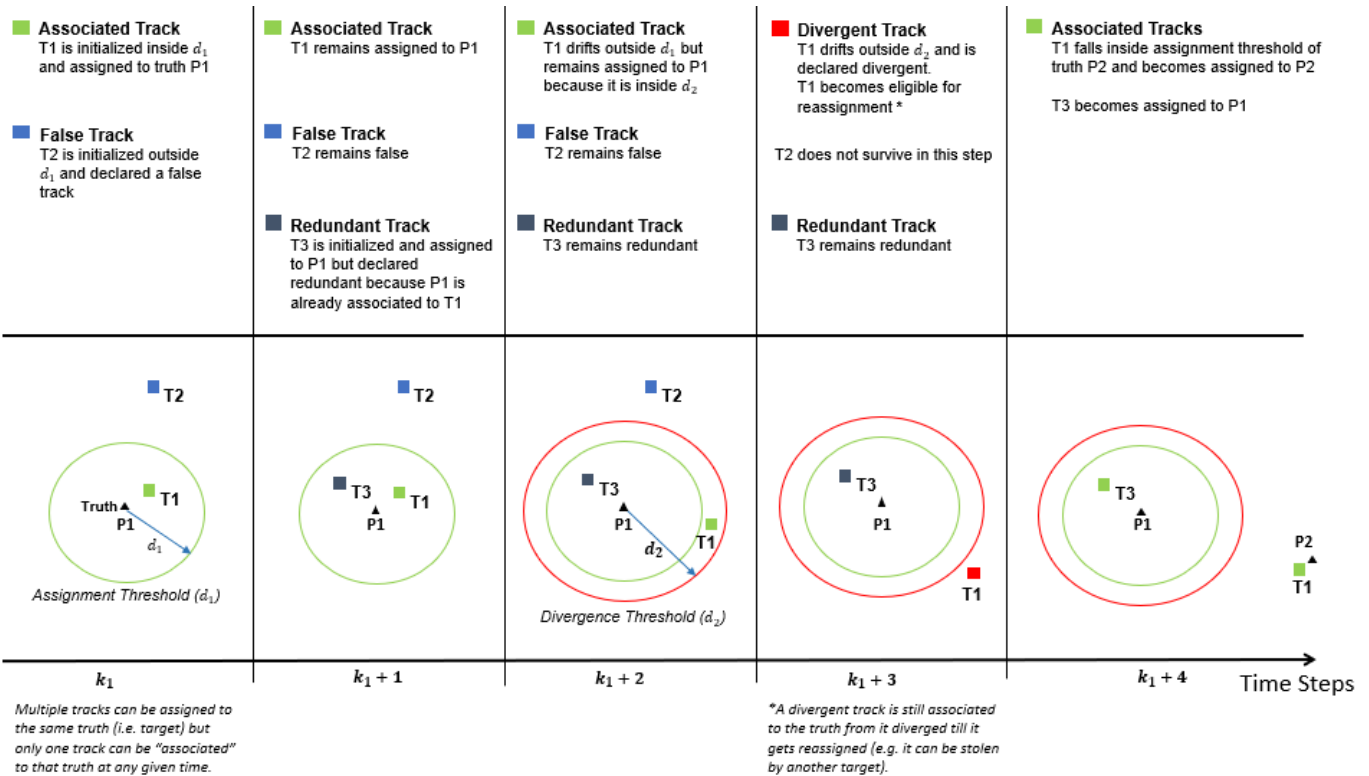 Associated Track
T1 is initialized inside d₁
and assigned to truth P1
False Track
T2 is initialized outside
d₁ and declared a false
track
Associated Track
T1 remains assigned to P1
False Track
T2 remains false
Redundant Track
T3 is initialized and assigned
to P1 but declared
redundant because P1 is
already associated to T1
Associated Track
T1 drifts outside d₁ but
remains assigned to P1
because it is inside d₂
False Track
T2 remains false
Redundant Track
T3 remains redundant
Divergent Track
T1 drifts outside d₂ and is
declared divergent.
T1 becomes eligible for
reassignment *
T2 does not survive in this step
Redundant Track
T3 remains redundant
Associated Tracks
T1 falls inside assignment threshold of
truth P2 and becomes assigned to P2
T3 becomes assigned to P1
T2
T1
Truth
P1
d₁
Assignment Threshold (d₁)
T2
T3
T1
P1
T2
T3
P1
d₂
T1
Divergence Threshold (d₂)
T3
P1
T1
T3
P1
P2
T1
k₁
k₁ + 1
k₁ + 2
k₁ + 3
k₁ + 4
Time Steps
Multiple tracks can be assigned to
the same truth (i.e. target) but
only one track can be “associated”
to that truth at any given time.
*A divergent track is still associated
to the truth from it diverged till it
gets reassigned (e.g. it can be stolen
by another target).